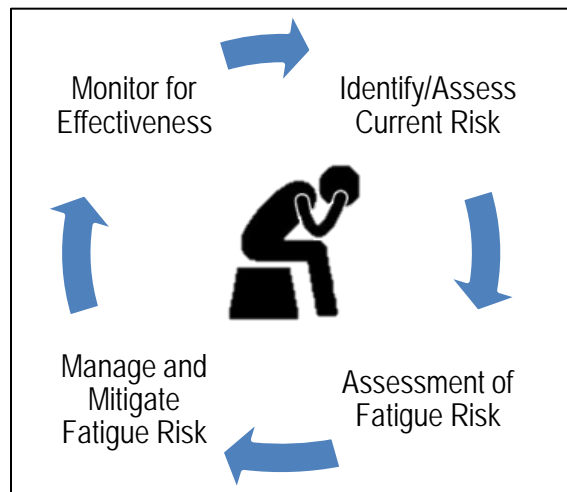 Monitor for
Effectiveness
Identify/Assess
Current Risk
Assessment of
Fatigue Risk
Manage and
Mitigate
Fatigue Risk